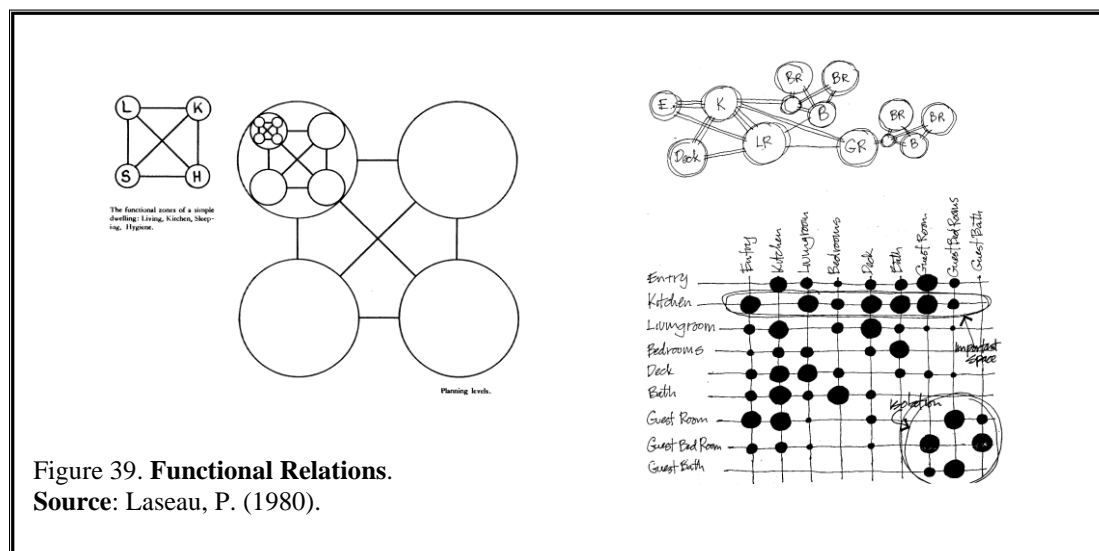 L K
S H
The functional zones of a simple
dwelling: Living, Kitchen, Sleep-
ing, Hygiene.
Planning levels.
BR BR
E K B
Deck LR GR
BR BR
B
Entry
Kitchen
Livingroom
Bedrooms
Deck
Bath
Guest Room
Guest Bed Rooms
Guest Bath
Entry
Kitchen
Livingroom
Bedrooms
Deck
Bath
Guest Room
Guest Bed Room
Guest Bath
Important
Space
Isolation
Figure 39. Functional Relations.
Source: Laseau, P. (1980).